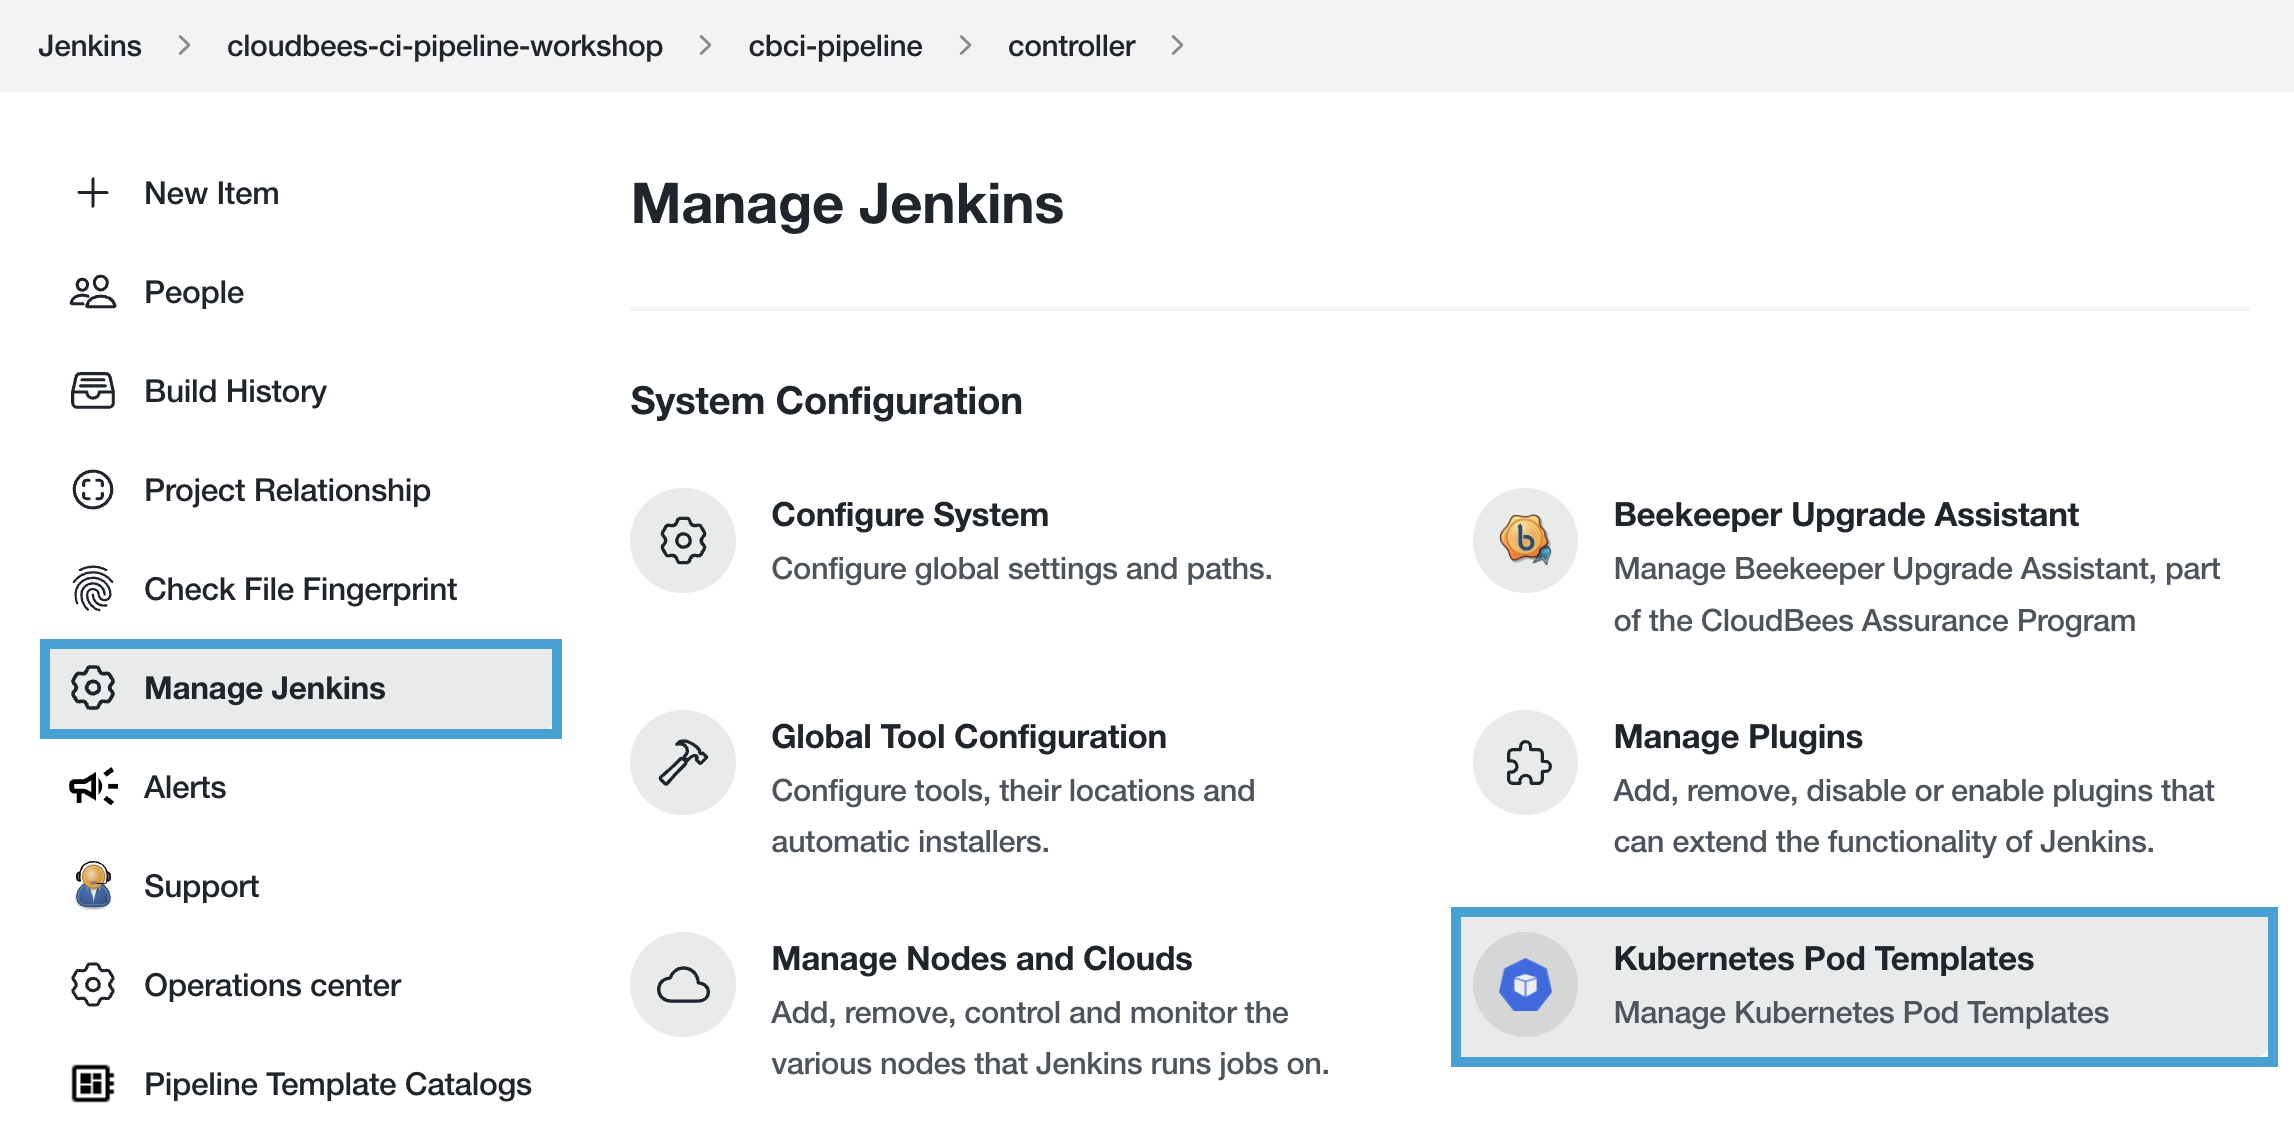 Jenkins > cloudbees-ci-pipeline-workshop > cbci-pipeline > controller >
New Item
People
Build History
Project Relationship
Check File Fingerprint
Manage Jenkins
Alerts
Support
Operations center
Pipeline Template Catalogs
Manage Jenkins
System Configuration
Configure System
Configure global settings and paths.
Beekeeper Upgrade Assistant
Manage Beekeeper Upgrade Assistant, part
of the CloudBees Assurance Program
Global Tool Configuration
Configure tools, their locations and
automatic installers.
Manage Plugins
Add, remove, disable or enable plugins that
can extend the functionality of Jenkins.
Manage Nodes and Clouds
Add, remove, control and monitor the
various nodes that Jenkins runs jobs on.
Kubernetes Pod Templates
Manage Kubernetes Pod Templates